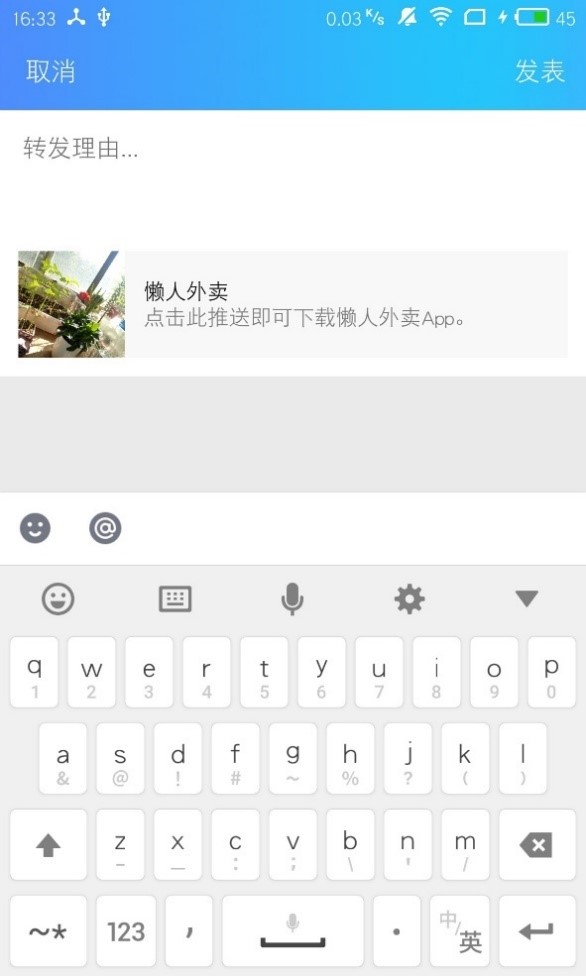 16:33 0.03 K/s 45
取消 发表
转发理由...
懒人外卖
点击此推送即可下载懒人外卖App。
q w e r t y u i o p
1 2 3 4 5 6 7 8 9 0
a s d f g h j k l
& @ ! # ~ % ? ( )
z x c v b n m
- _ : ; \ ' /
~* 123 , . 中/英